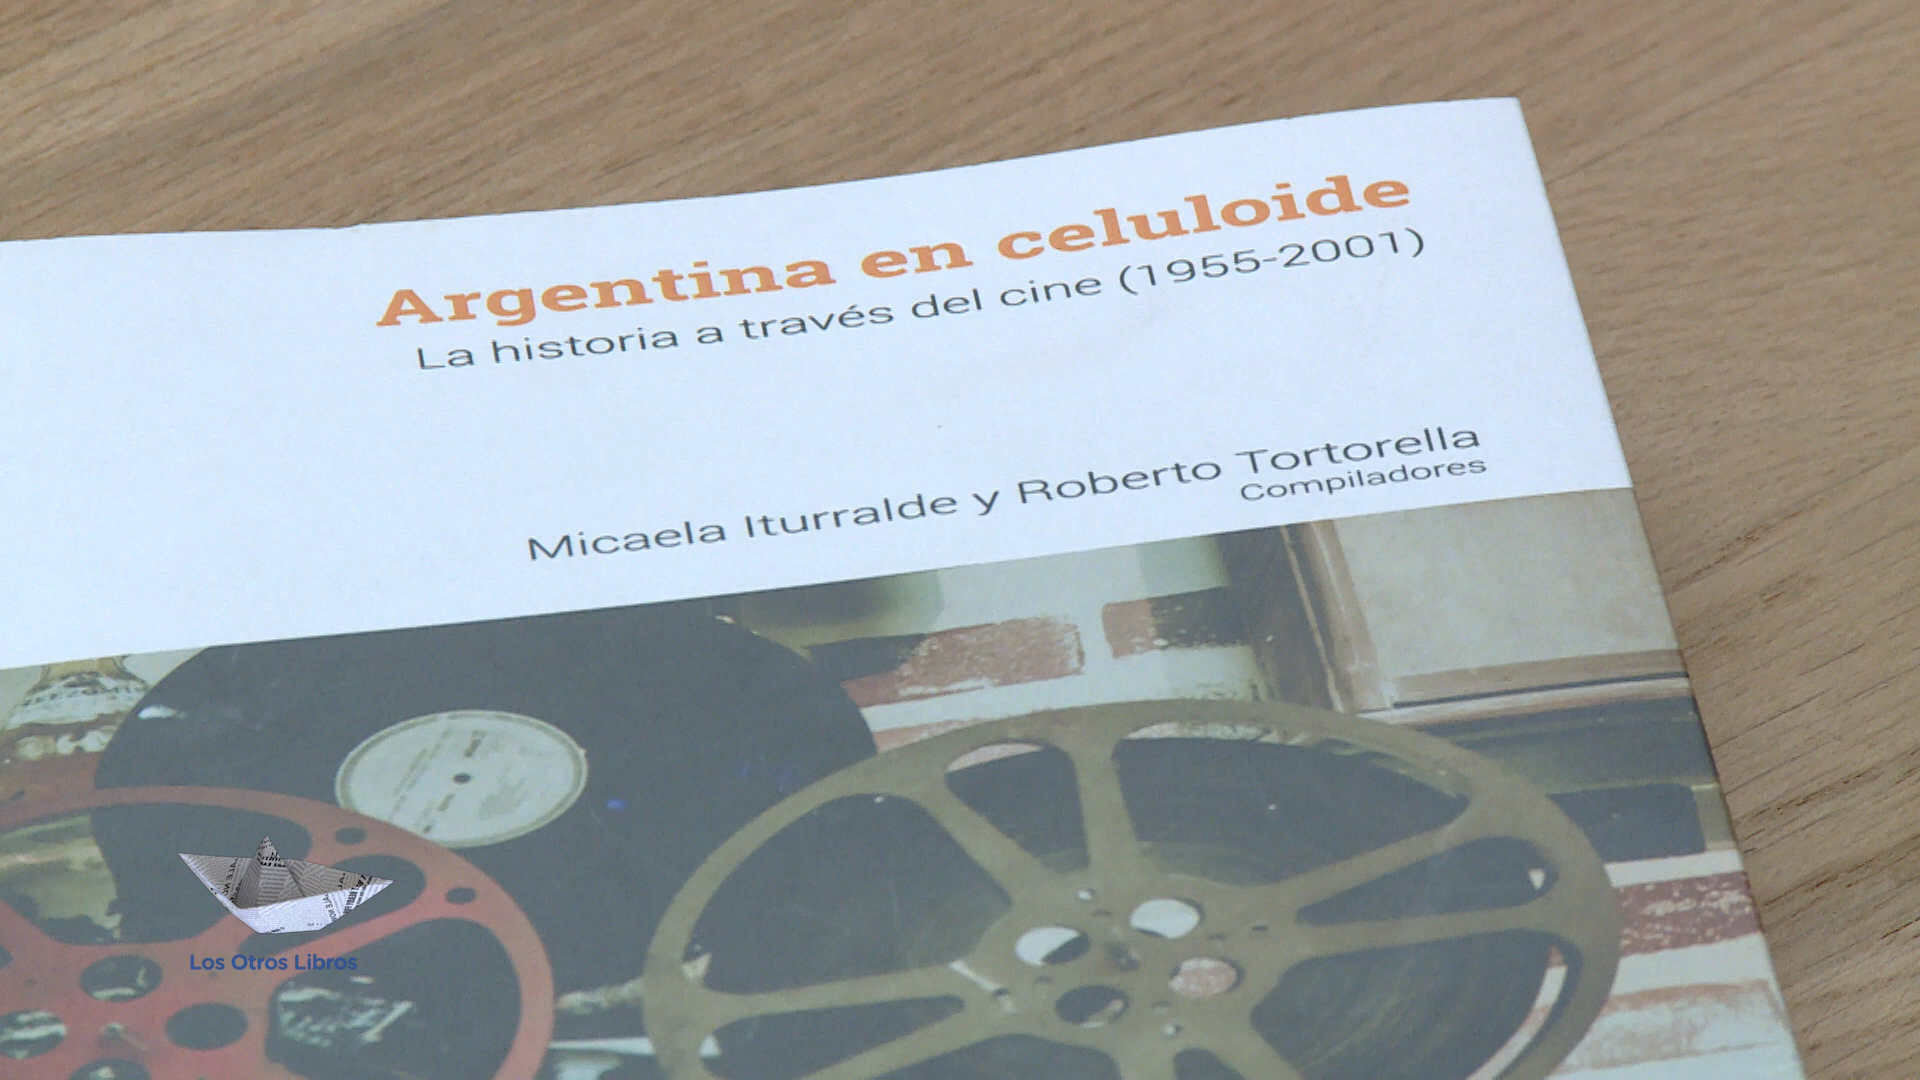 Argentina en celuloide
La historia a través del cine (1955-2001)
Micaela Iturralde y Roberto Tortorella
Compiladores
Los Otros Libros